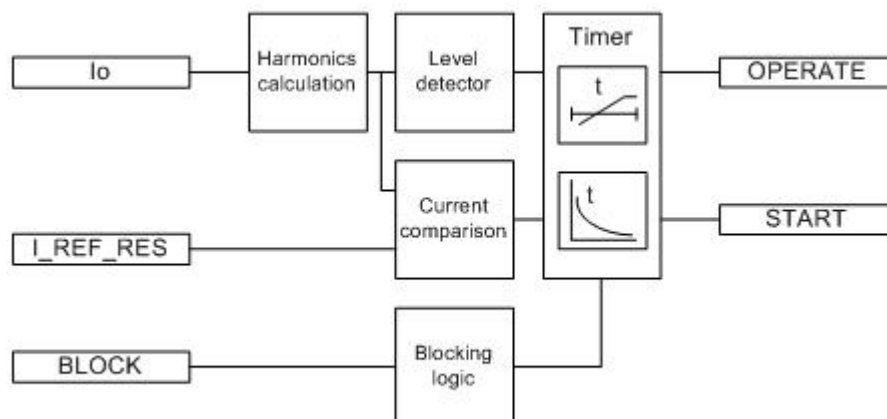 Io
Harmonics
calculation
Level
detector
Timer
t
OPERATE
I_REF_RES
Current
comparison
t
START
BLOCK
Blocking
logic